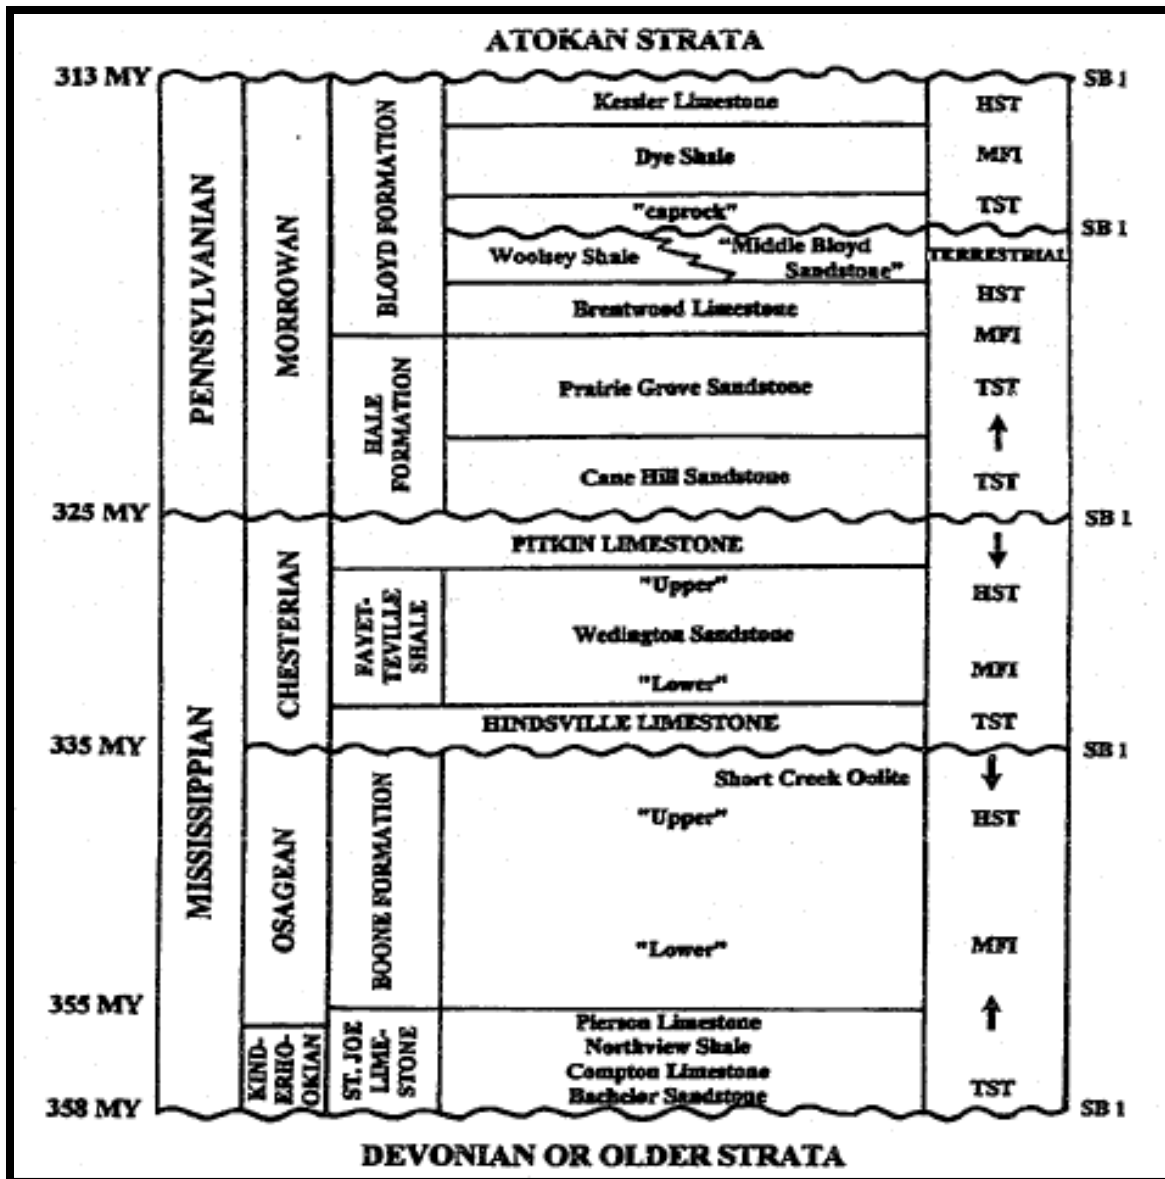 ATOKAN STRATA
313 MY
SB 1
PENNSYLVANIAN
MORROWAN
BLOYD FORMATION
Kessler Limestone
HST
Dye Shale
MFI
"caprock"
TST
SB 1
Woolsey Shale
"Middle Bloyd
Sandstone"
TERRESTRIAL
Brentwood Limestone
HST
MFI
HALE
FORMATION
Prairie Grove Sandstone
TST
Cane Hill Sandstone
TST
325 MY
SB 1
MISSISSIPPIAN
CHESTERIAN
PITKIN LIMESTONE
FAYET-
TEVILLE
SHALE
"Upper"
HST
Wedington Sandstone
"Lower"
MFI
HINDSVILLE LIMESTONE
TST
335 MY
SB 1
OSAGEAN
BOONE FORMATION
Short Creek Oolite
"Upper"
HST
"Lower"
MFI
355 MY
KIND-
ERHO-
OKIAN
ST. JOE
LIME-
STONE
Pierson Limestone
Northview Shale
Compton Limestone
Bachelor Sandstone
TST
358 MY
SB 1
DEVONIAN OR OLDER STRATA